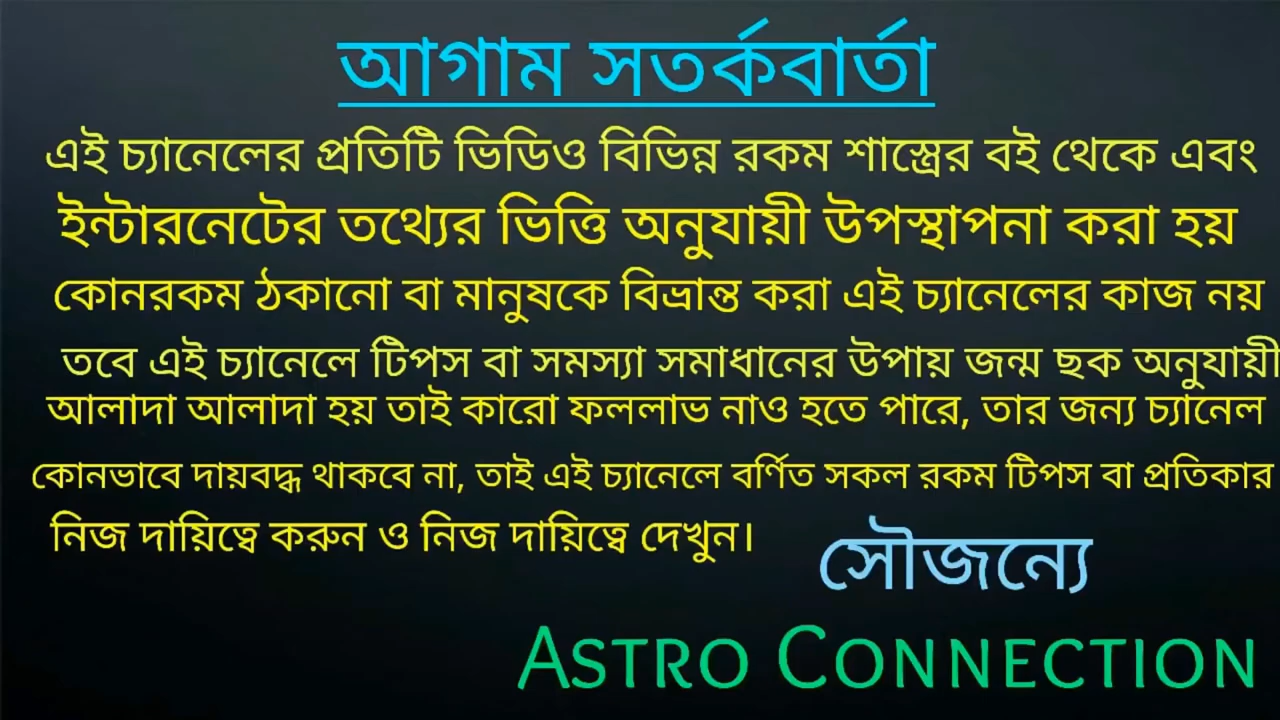 আগাম সতর্কবার্তা
এই চ্যানেলের প্রতিটি ভিডিও বিভিন্ন রকম শাস্ত্রের বই থেকে এবং
ইন্টারনেটের তথ্যের ভিত্তি অনুযায়ী উপস্থাপনা করা হয়
কোনরকম ঠকানো বা মানুষকে বিভ্রান্ত করা এই চ্যানেলের কাজ নয়
তবে এই চ্যানেলে টিপস বা সমস্যা সমাধানের উপায় জন্ম ছক অনুযায়ী
আলাদা আলাদা হয় তাই কারো ফললাভ নাও হতে পারে, তার জন্য চ্যানেল
কোনভাবে দায়বদ্ধ থাকবে না, তাই এই চ্যানেলে বর্ণিত সকল রকম টিপস বা প্রতিকার
নিজ দায়িত্বে করুন ও নিজ দায়িত্বে দেখুন।
সৌজন্যে
ASTRO CONNECTION